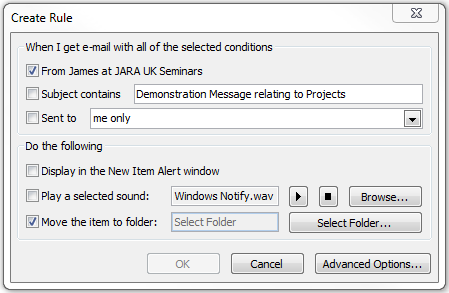 Create Rule
When I get e-mail with all of the selected conditions
From James at JARA UK Seminars
Subject contains Demonstration Message relating to Projects
Sent to me only
Do the following
Display in the New Item Alert window
Play a selected sound: Windows Notify.wav Browse...
Move the item to folder: Select Folder Select Folder...
OK Cancel Advanced Options...